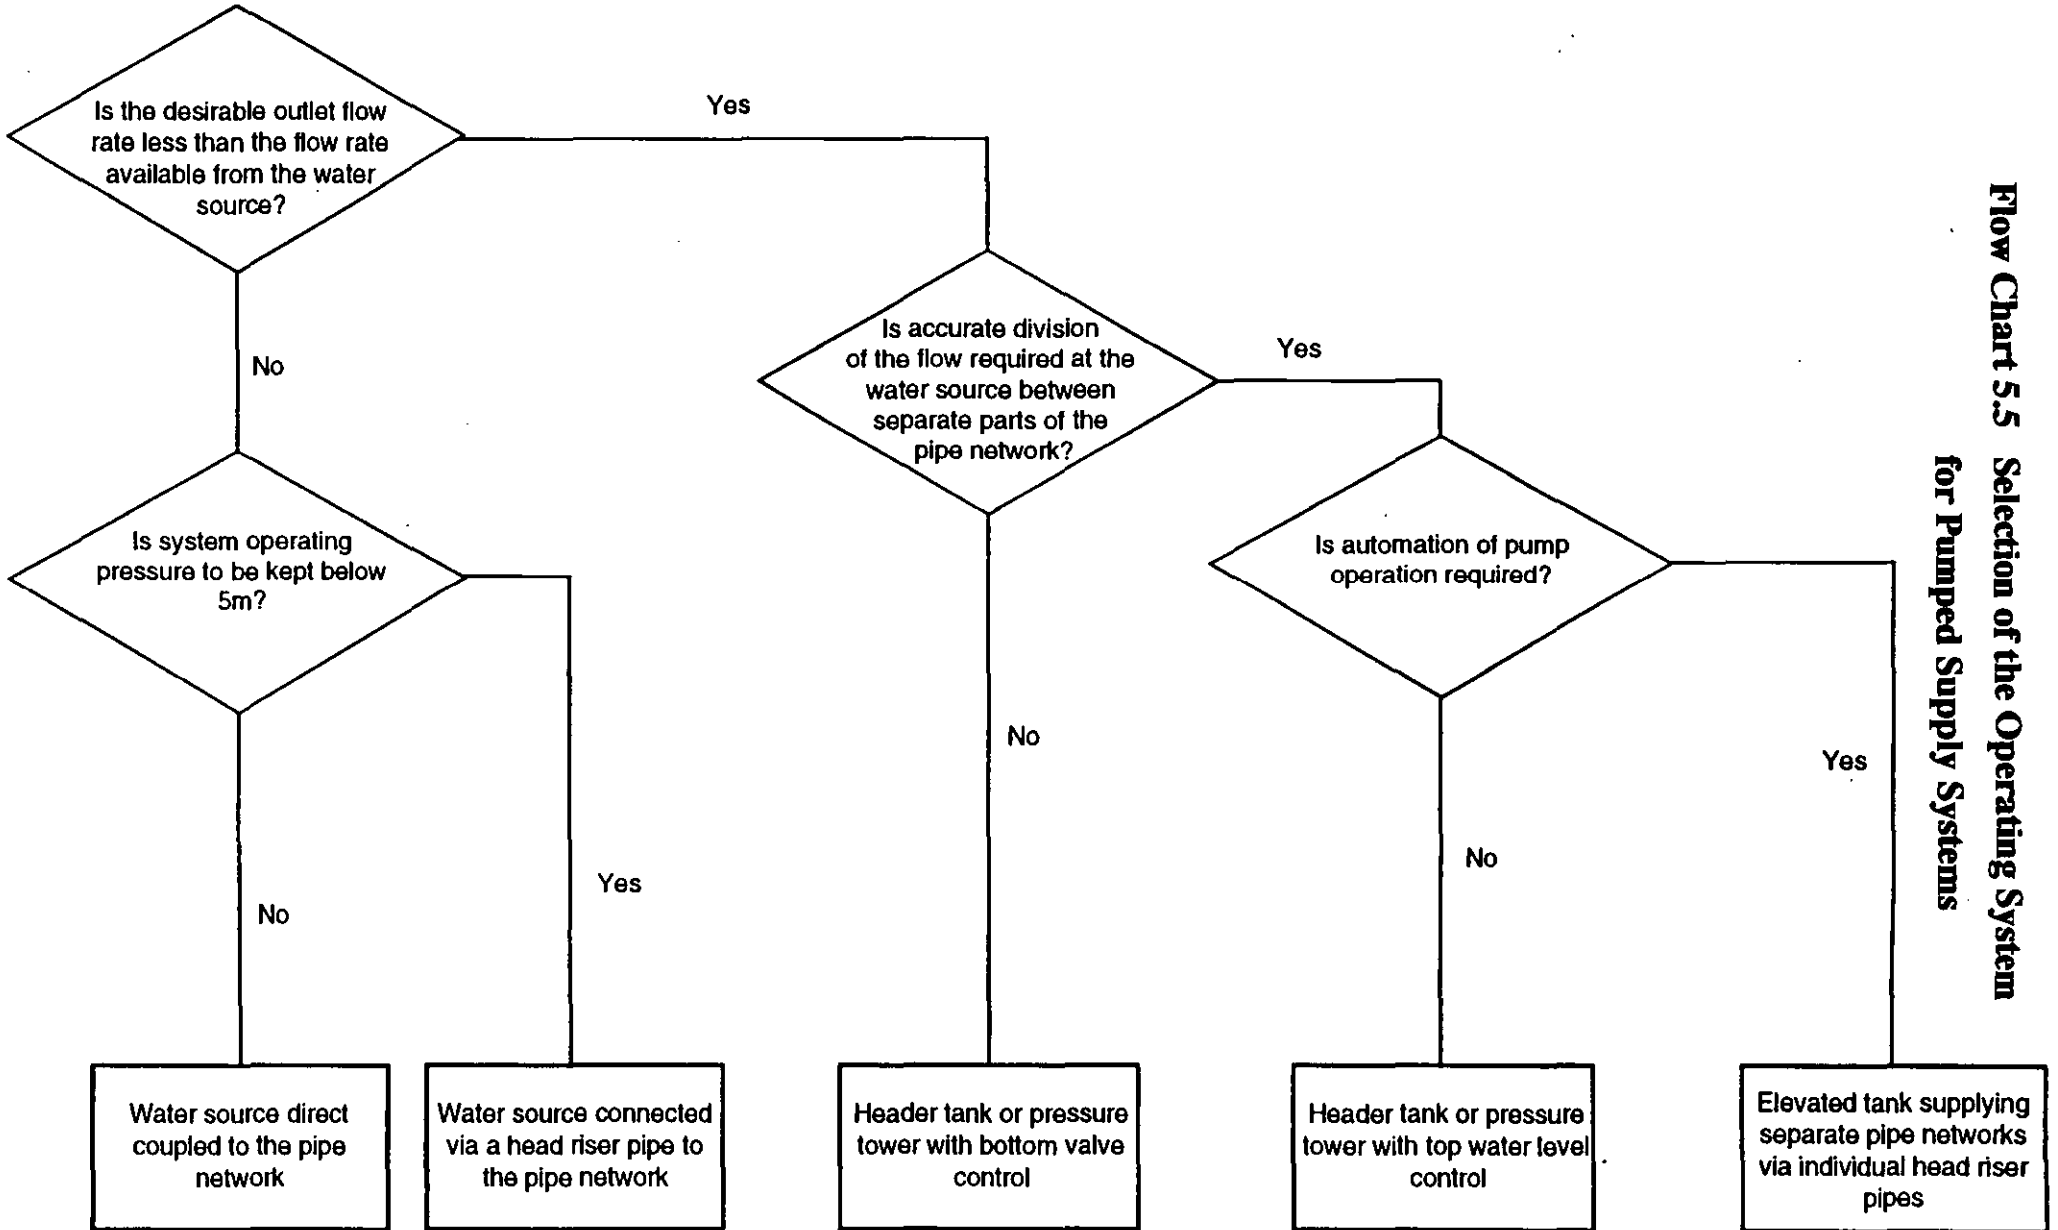 Flow Chart 5.5 Selection of the Operating System
for Pumped Supply Systems
Is the desirable outlet flow
rate less than the flow rate
available from the water
source?
Yes
No
Is accurate division
of the flow required at the
water source between
separate parts of the
pipe network?
Yes
No
Is system operating
pressure to be kept below
5m?
Yes
No
Is automation of pump
operation required?
Yes
No
Water source direct
coupled to the pipe
network
Water source connected
via a head riser pipe to
the pipe network
Header tank or pressure
tower with bottom valve
control
Header tank or pressure
tower with top water level
control
Elevated tank supplying
separate pipe networks
via individual head riser
pipes